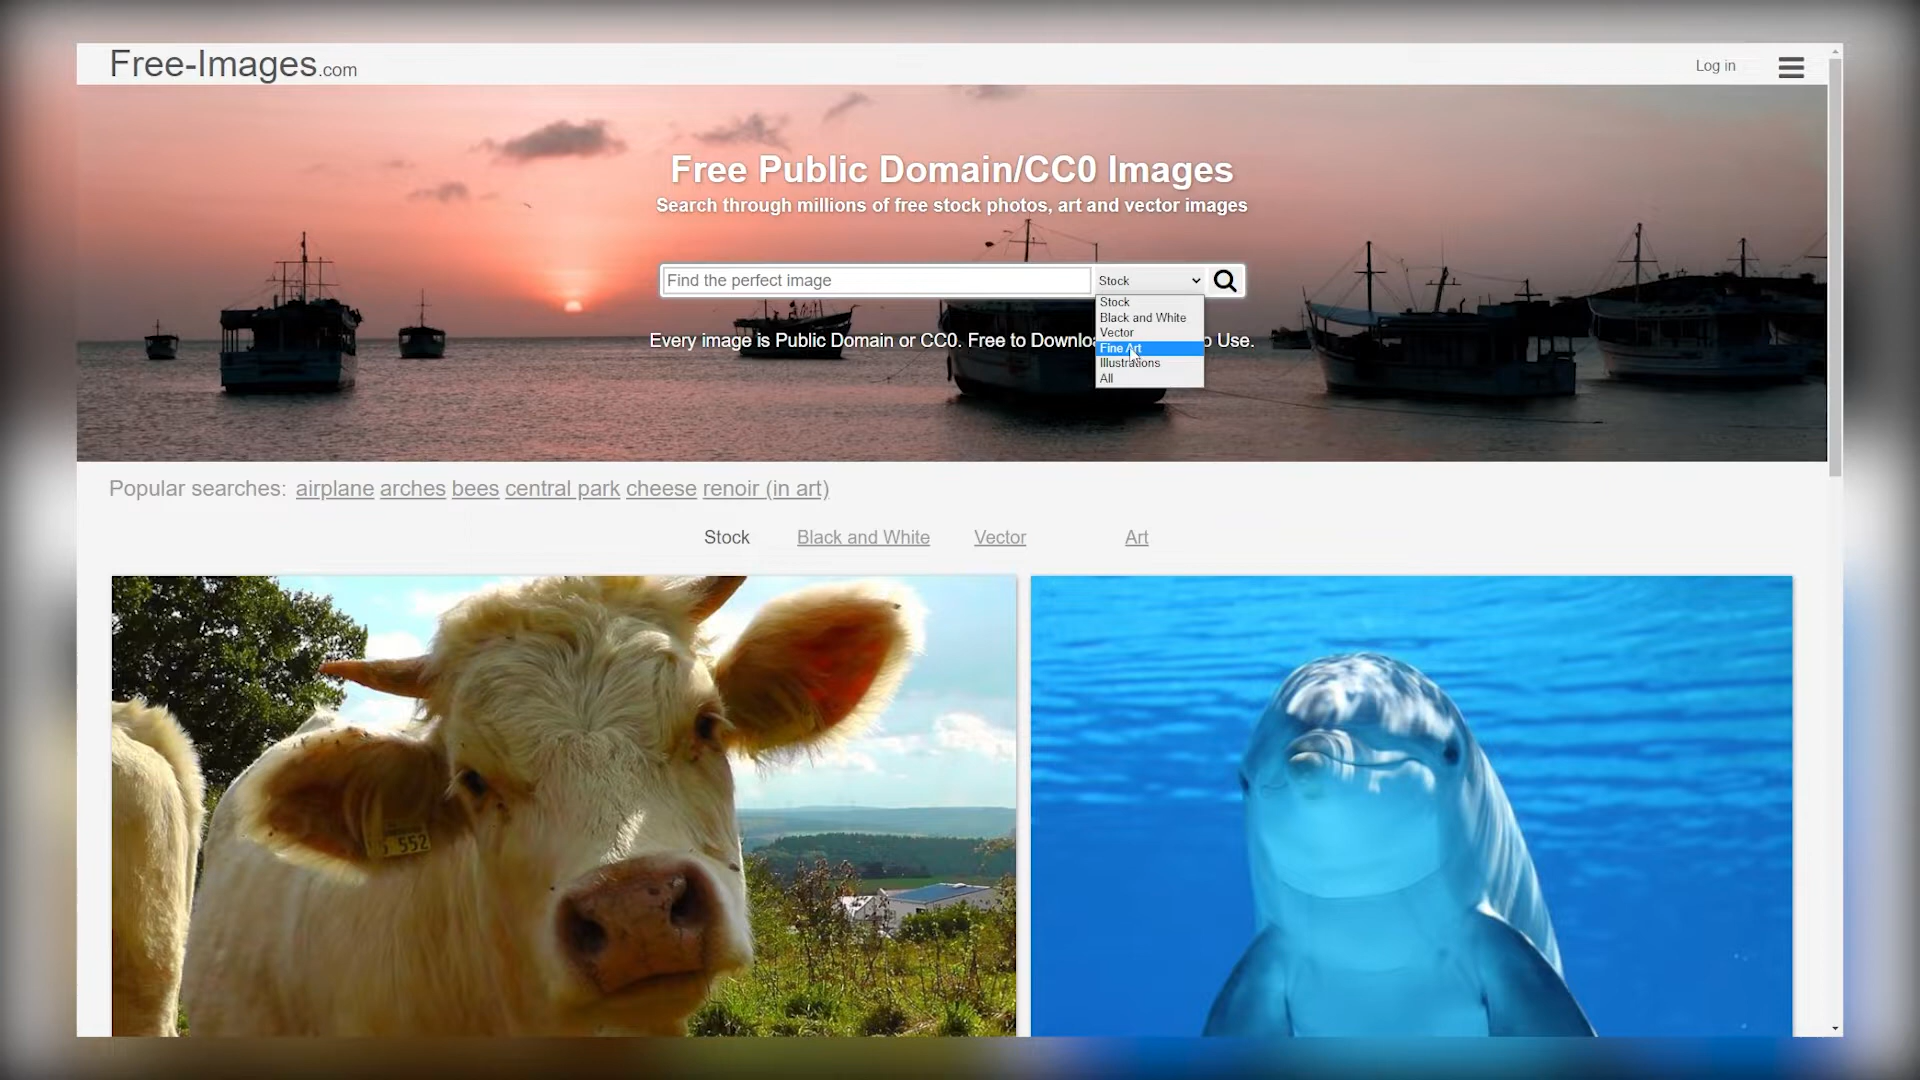 Free-Images.com
Log in
Free Public Domain/CC0 Images
Search through millions of free stock photos, art and vector images
Find the perfect image
Stock
Stock
Black and White
Vector
Fine Art
Illustrations
All
Every image is Public Domain or CC0. Free to Downlo o Use.
Popular searches: airplane arches bees central park cheese renoir (in art)
Stock Black and White Vector Art
552